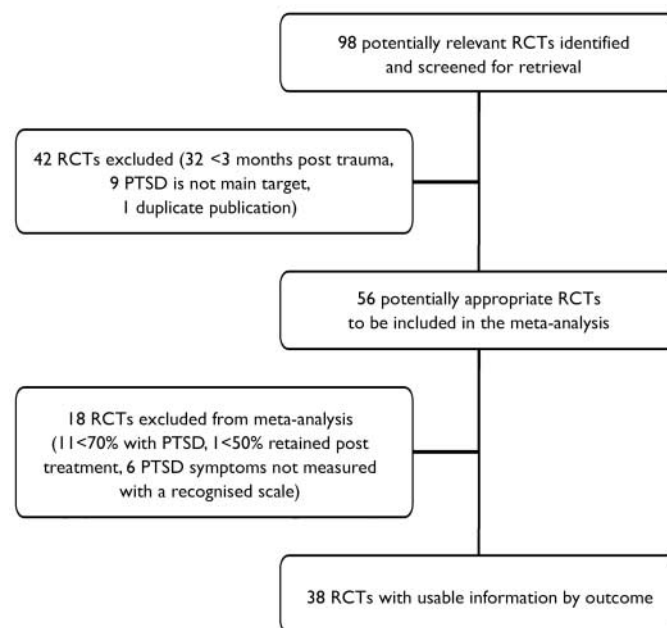 98 potentially relevant RCTs identified
and screened for retrieval
42 RCTs excluded (32 <3 months post trauma,
9 PTSD is not main target,
1 duplicate publication)
56 potentially appropriate RCTs
to be included in the meta-analysis
18 RCTs excluded from meta-analysis
(11<70% with PTSD, 1<50% retained post
treatment, 6 PTSD symptoms not measured
with a recognised scale)
38 RCTs with usable information by outcome